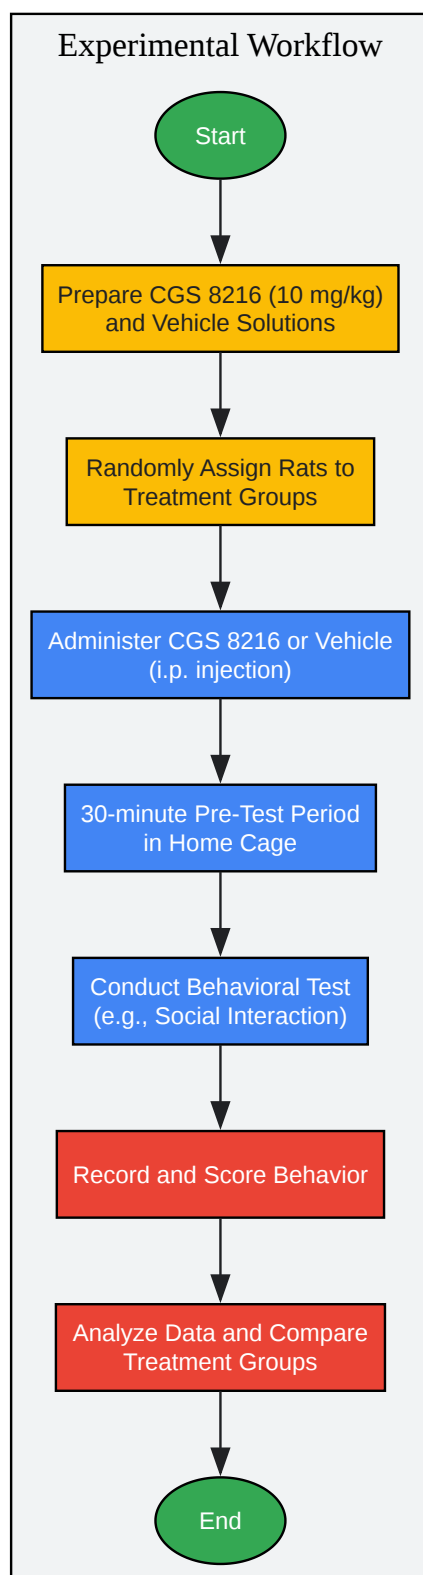 Experimental Workflow
Start
Prepare CGS 8216 (10 mg/kg)
and Vehicle Solutions
Randomly Assign Rats to
Treatment Groups
Administer CGS 8216 or Vehicle
(i.p. injection)
30-minute Pre-Test Period
in Home Cage
Conduct Behavioral Test
(e.g., Social Interaction)
Record and Score Behavior
Analyze Data and Compare
Treatment Groups
End